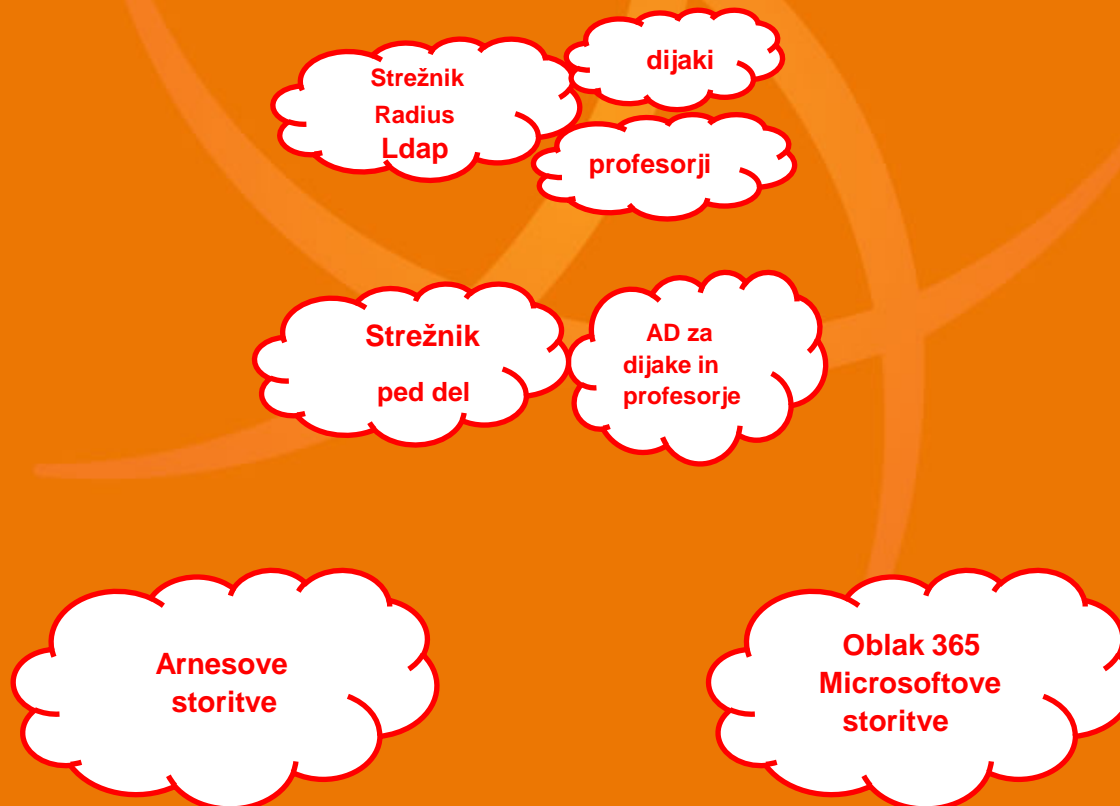 Strežnik
Radius
Ldap
dijaki
profesorji
Strežnik
ped del
AD za
dijake in
profesorje
Arnesove
storitve
Oblak 365
Microsoftove
storitve